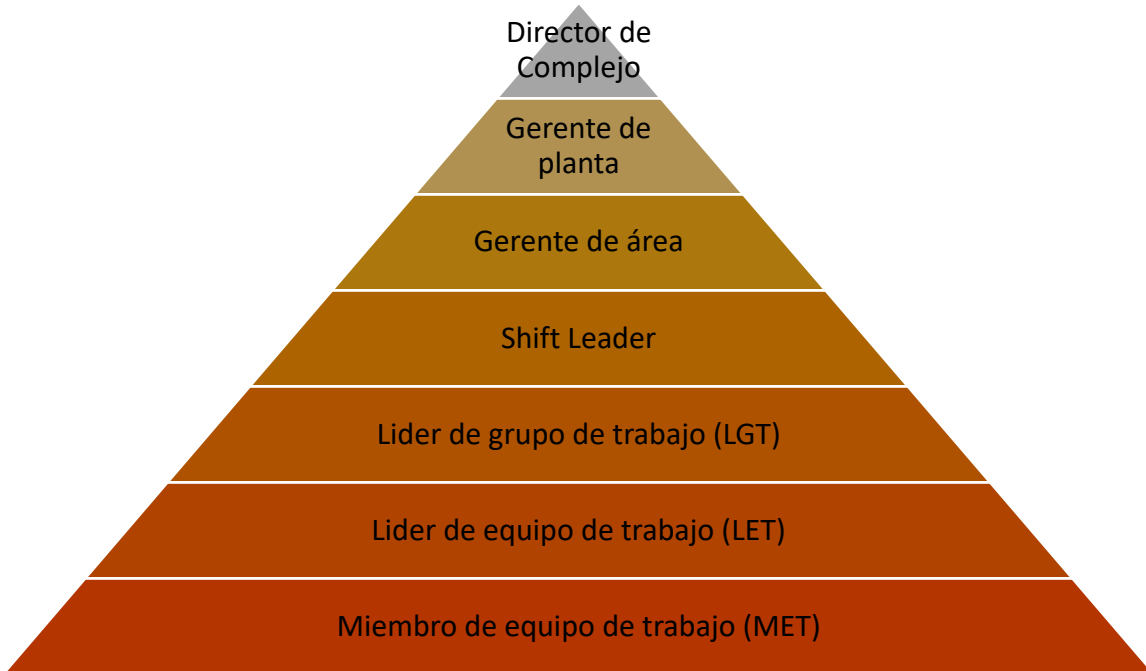 Director de
Complejo
Gerente de
planta
Gerente de área
Shift Leader
Lider de grupo de trabajo (LGT)
Lider de equipo de trabajo (LET)
Miembro de equipo de trabajo (MET)